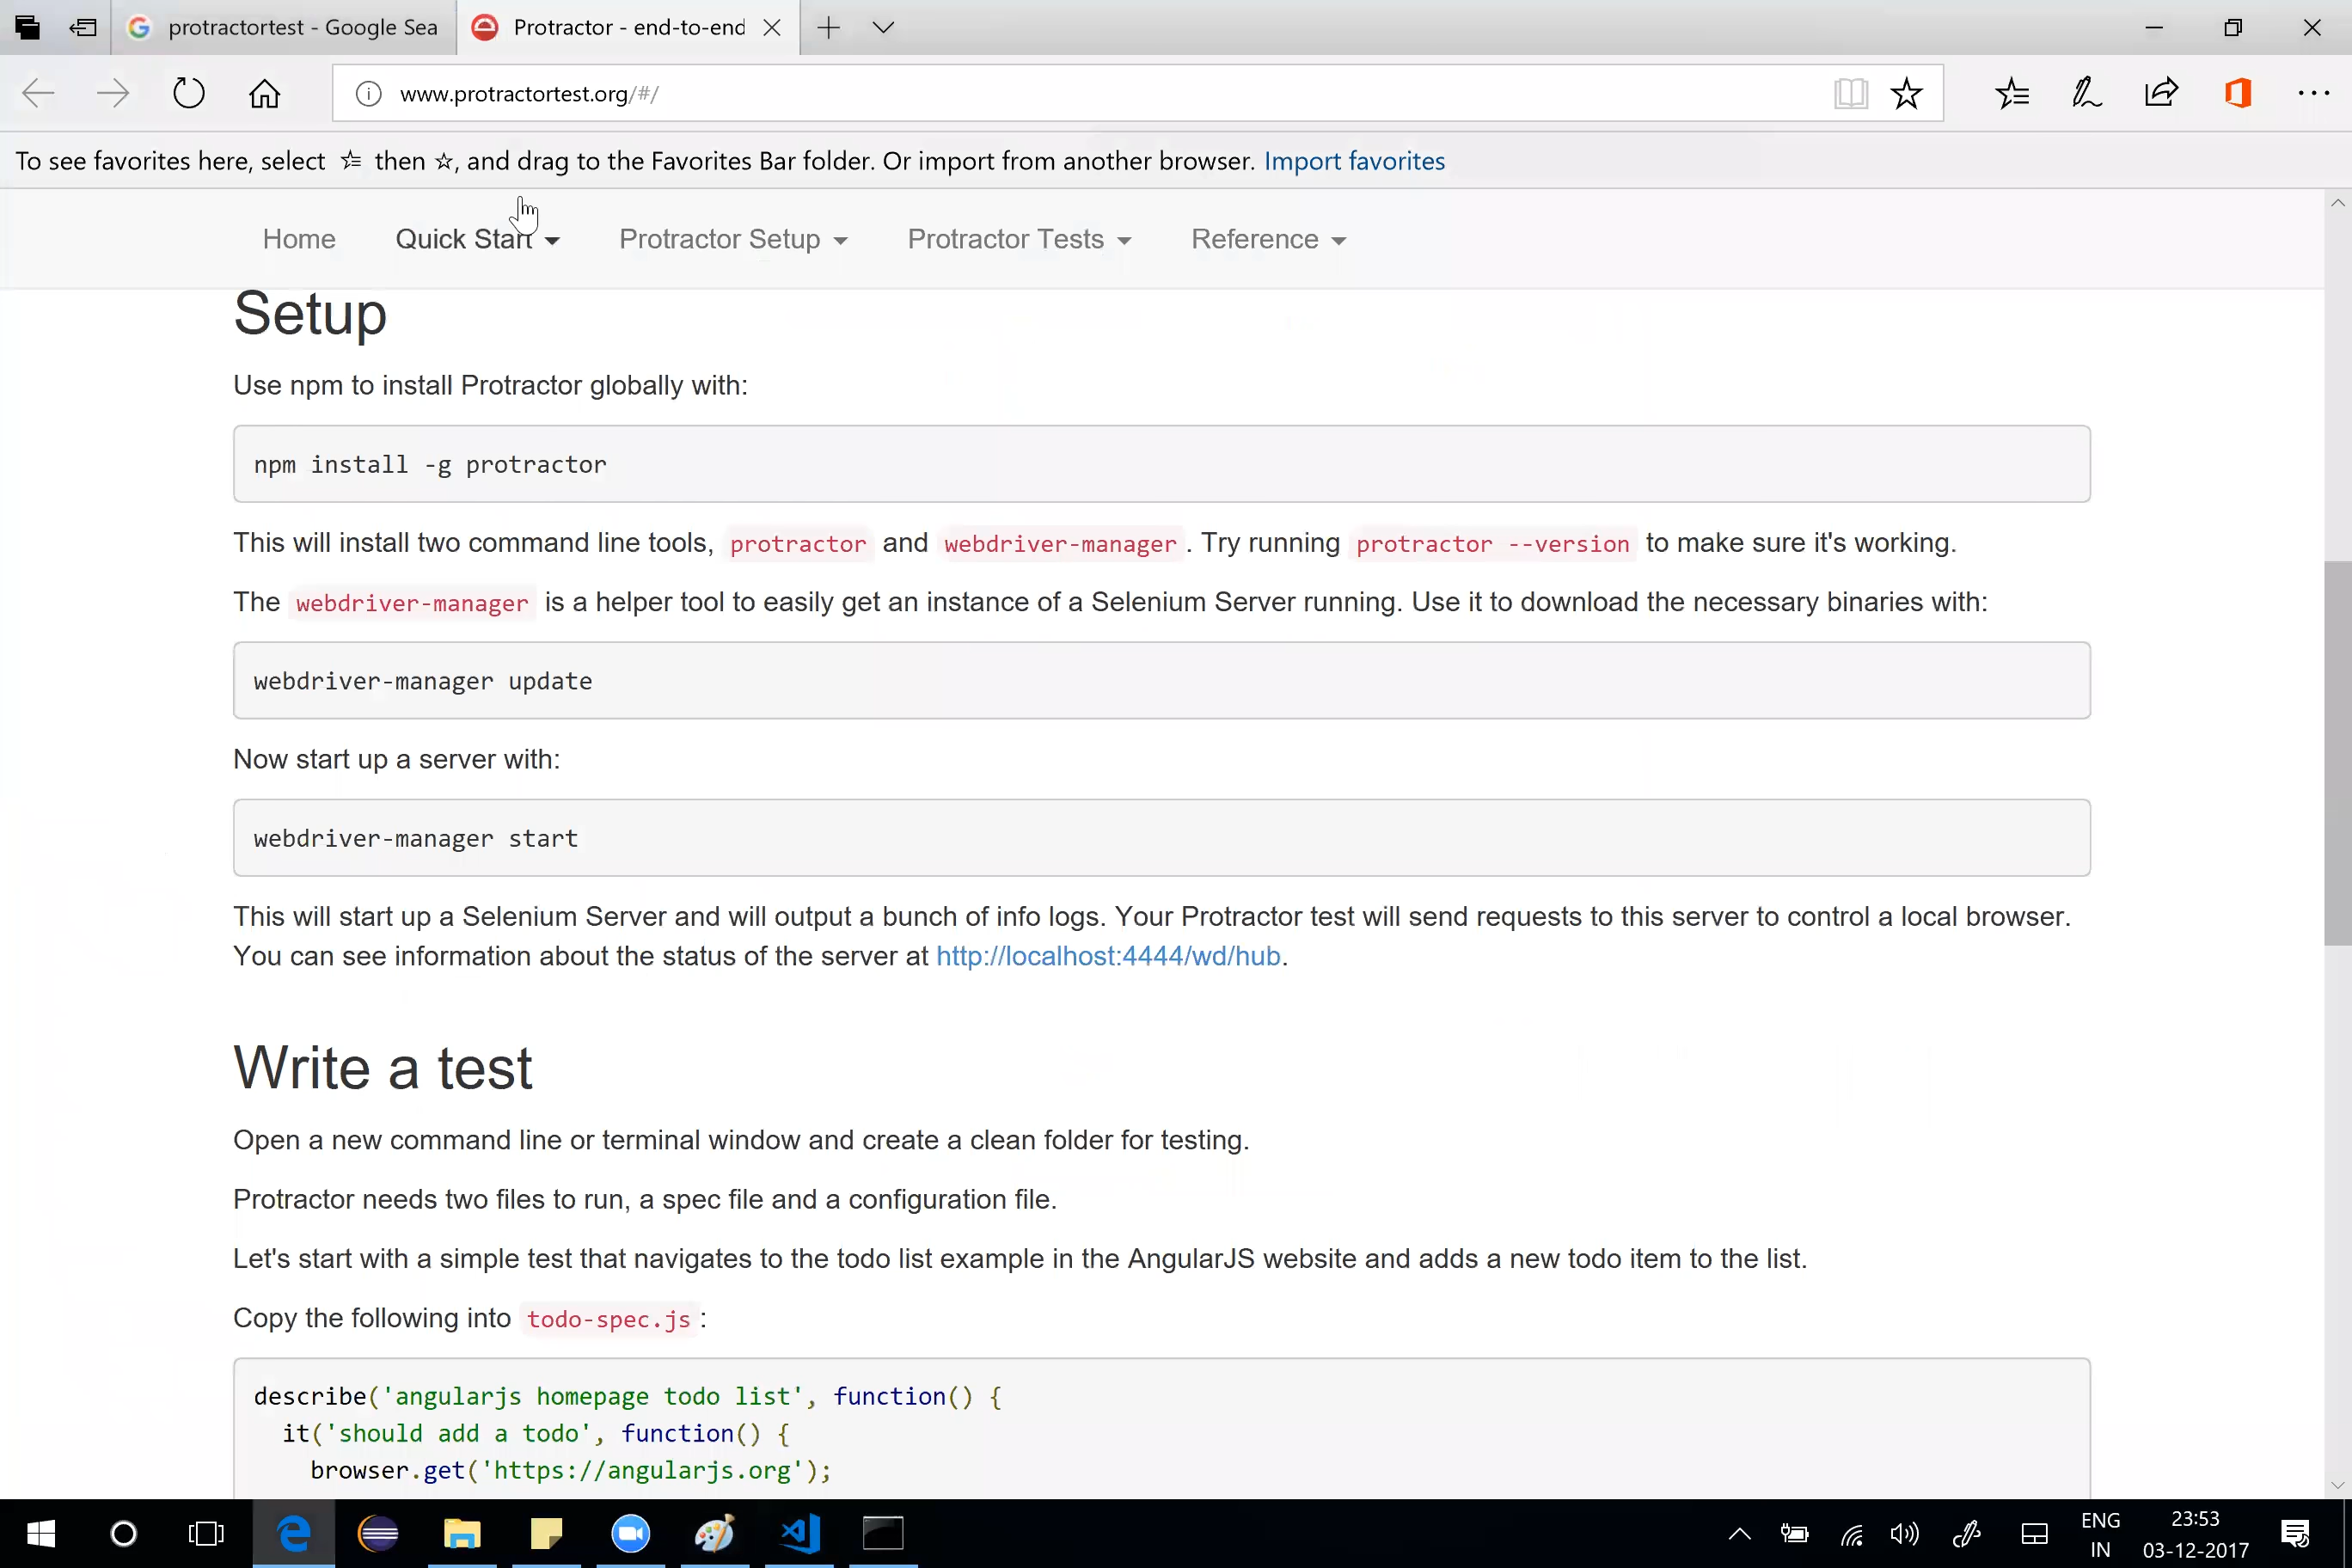 protractortest - Google Sea
Protractor - end-to-end
www.protractortest.org/#/
To see favorites here, select then ☆, and drag to the Favorites Bar folder. Or import from another browser. Import favorites
Home Quick Start Protractor Setup Protractor Tests Reference
Setup
Use npm to install Protractor globally with:
npm install -g protractor
This will install two command line tools, protractor and webdriver-manager . Try running protractor --version to make sure it's working.
The webdriver-manager is a helper tool to easily get an instance of a Selenium Server running. Use it to download the necessary binaries with:
webdriver-manager update
Now start up a server with:
webdriver-manager start
This will start up a Selenium Server and will output a bunch of info logs. Your Protractor test will send requests to this server to control a local browser.
You can see information about the status of the server at http://localhost:4444/wd/hub.
Write a test
Open a new command line or terminal window and create a clean folder for testing.
Protractor needs two files to run, a spec file and a configuration file.
Let's start with a simple test that navigates to the todo list example in the AngularJS website and adds a new todo item to the list.
Copy the following into todo-spec.js :
describe('angularjs homepage todo list', function() {
it('should add a todo', function() {
browser.get('https://angularjs.org');
ENG
IN
23:53
03-12-2017